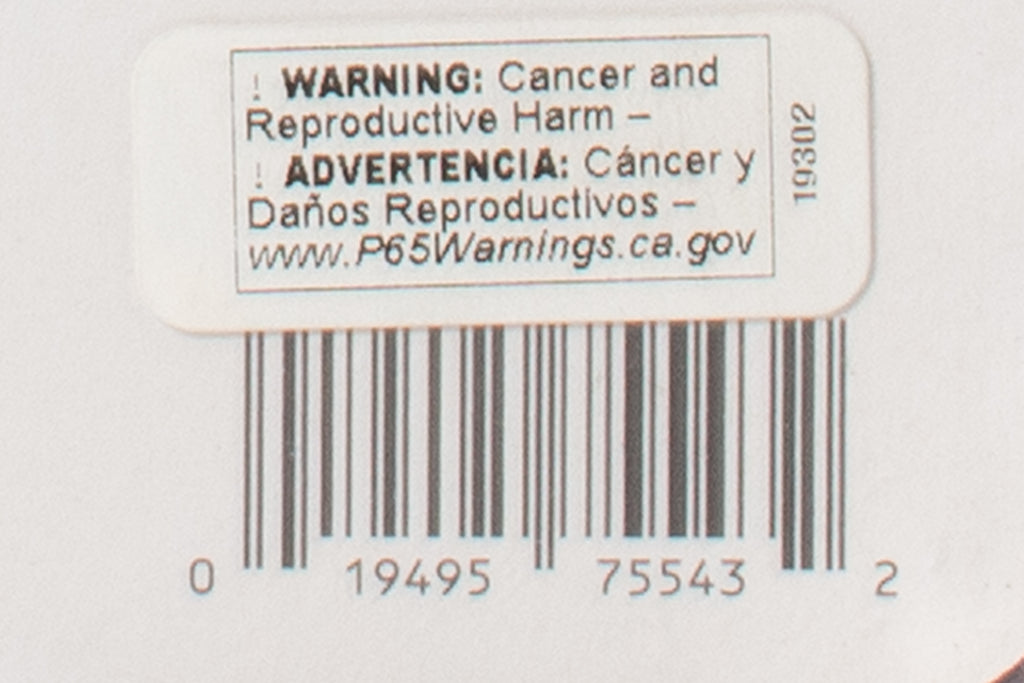 ! WARNING: Cancer and
Reproductive Harm –
! ADVERTENCIA: Cáncer y
Daños Reproductivos –
www.P65Warnings.ca.gov
19302
0 19495 75543 2